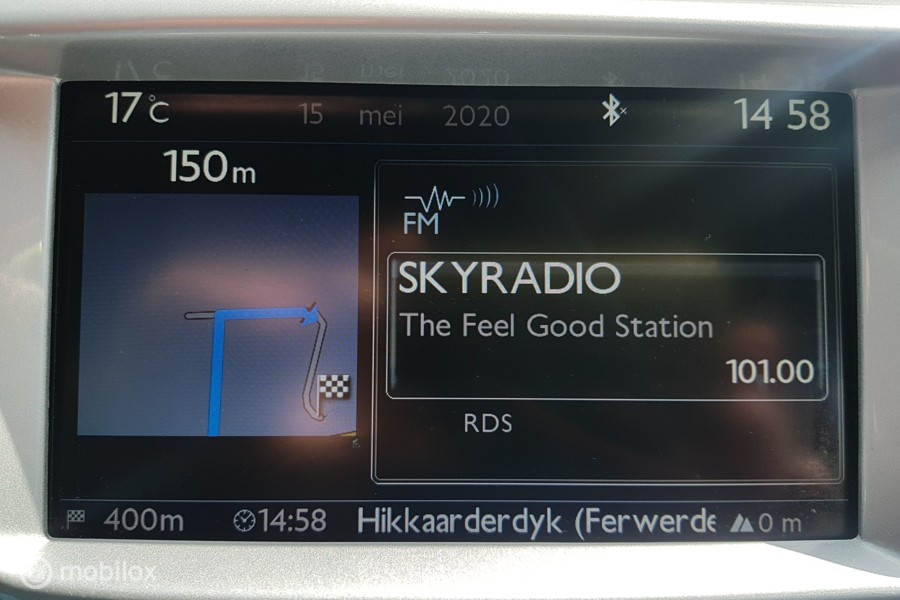 17°C 15 mei 2020 14 58
150m
FM
SKYRADIO
The Feel Good Station
101.00
RDS
400m 14:58 Hikkaarderdyk (Ferwerde 0 m
mobilox